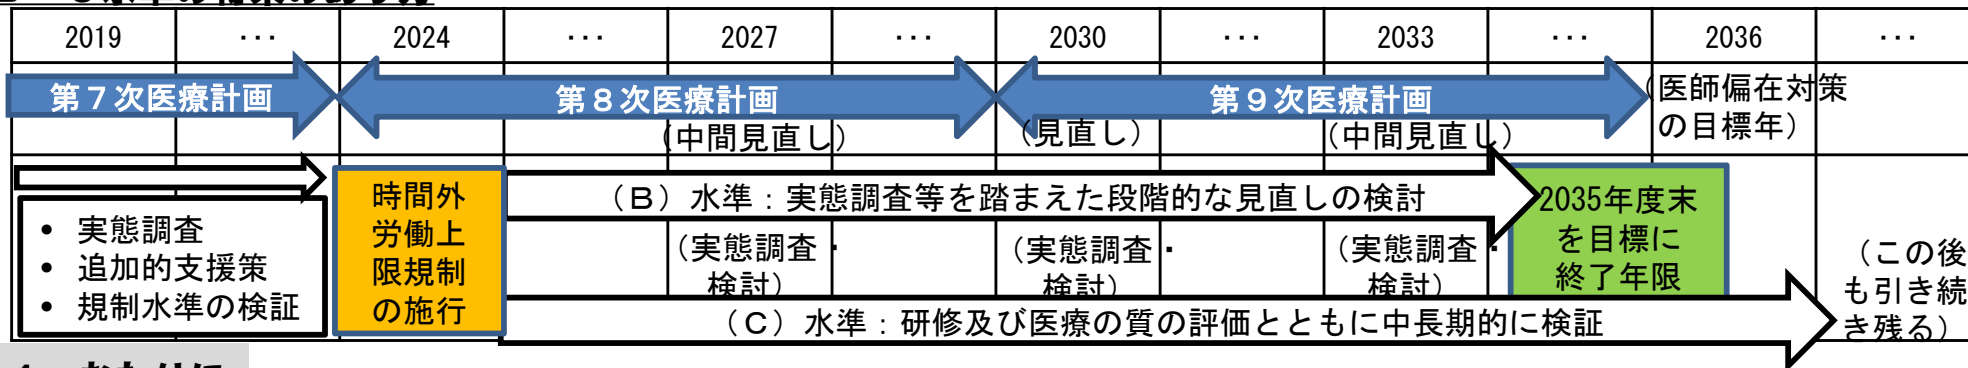 2019 ... 2024 ... 2027 ... 2030 ... 2033 ... 2036 ...
第７次医療計画
第８次医療計画
第９次医療計画
(医師偏在対策
の目標年)
(中間見直し)
(見直し)
(中間見直し)
• 実態調査
• 追加的支援策
• 規制水準の検証
時間外
労働上
限規制
の施行
（Ｂ）水準：実態調査等を踏まえた段階的な見直しの検討
(実態調査・
検討)
(実態調査・
検討)
(実態調査・
検討)
2035年度末
を目標に
終了年限
（Ｃ）水準：研修及び医療の質の評価とともに中長期的に検証
(この後
も引き続
き残る)